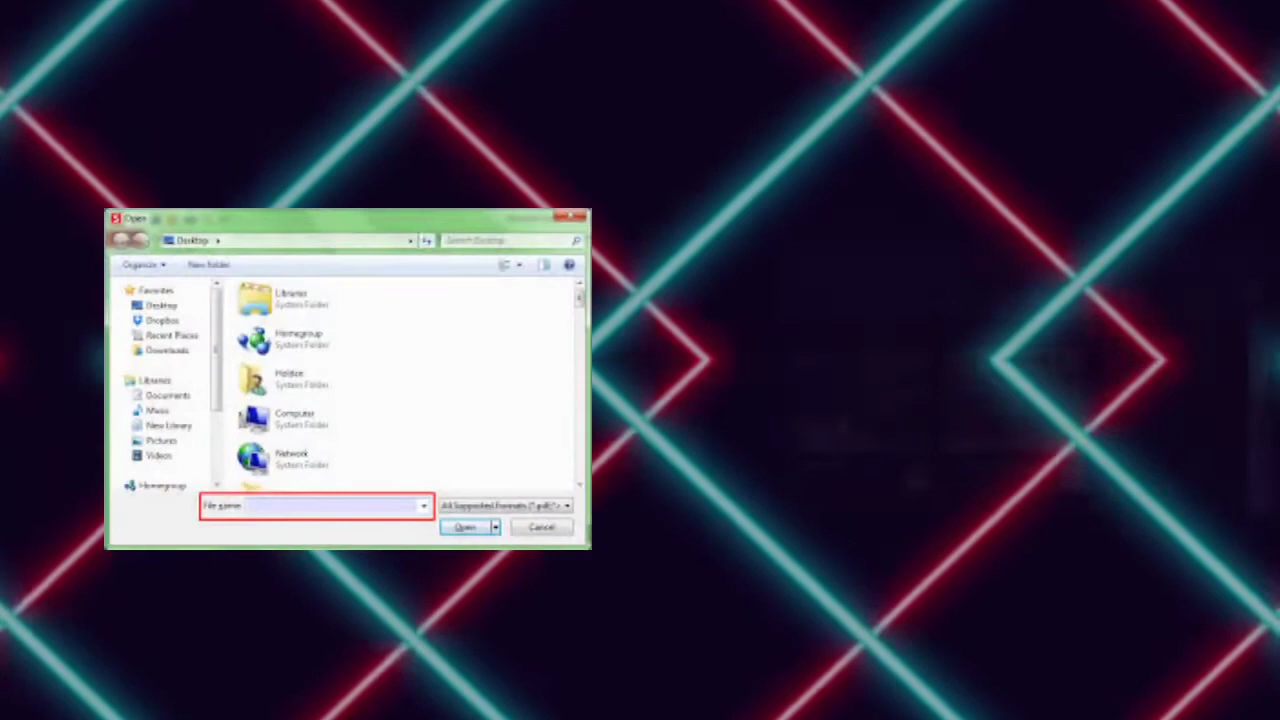 Open
Desktop
Search Desktop
Organize
New folder
Favorites
Desktop
Dropbox
Recent Places
Downloads
Libraries
Documents
Music
New Library
Pictures
Videos
Homegroup
Libraries
System Folder
Homegroup
System Folder
Holden
System Folder
Computer
System Folder
Network
System Folder
File name:
All Supported Formats (*.pdf;*.
Open
Cancel